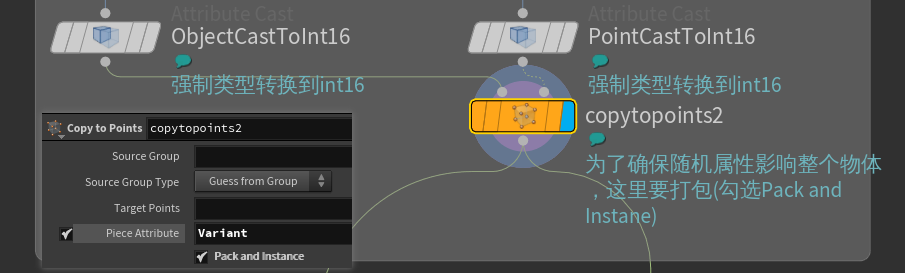 Attribute Cast
ObjectCastToInt16
强制类型转换到int16
Attribute Cast
PointCastToInt16
强制类型转换到int16
copytopoints2
为了确保随机属性影响整个物体
，这里要打包(勾选Pack and
Instane)
Copy to Points copytopoints2
Source Group
Source Group Type Guess from Group
Target Points
Piece Attribute Variant
Pack and Instance